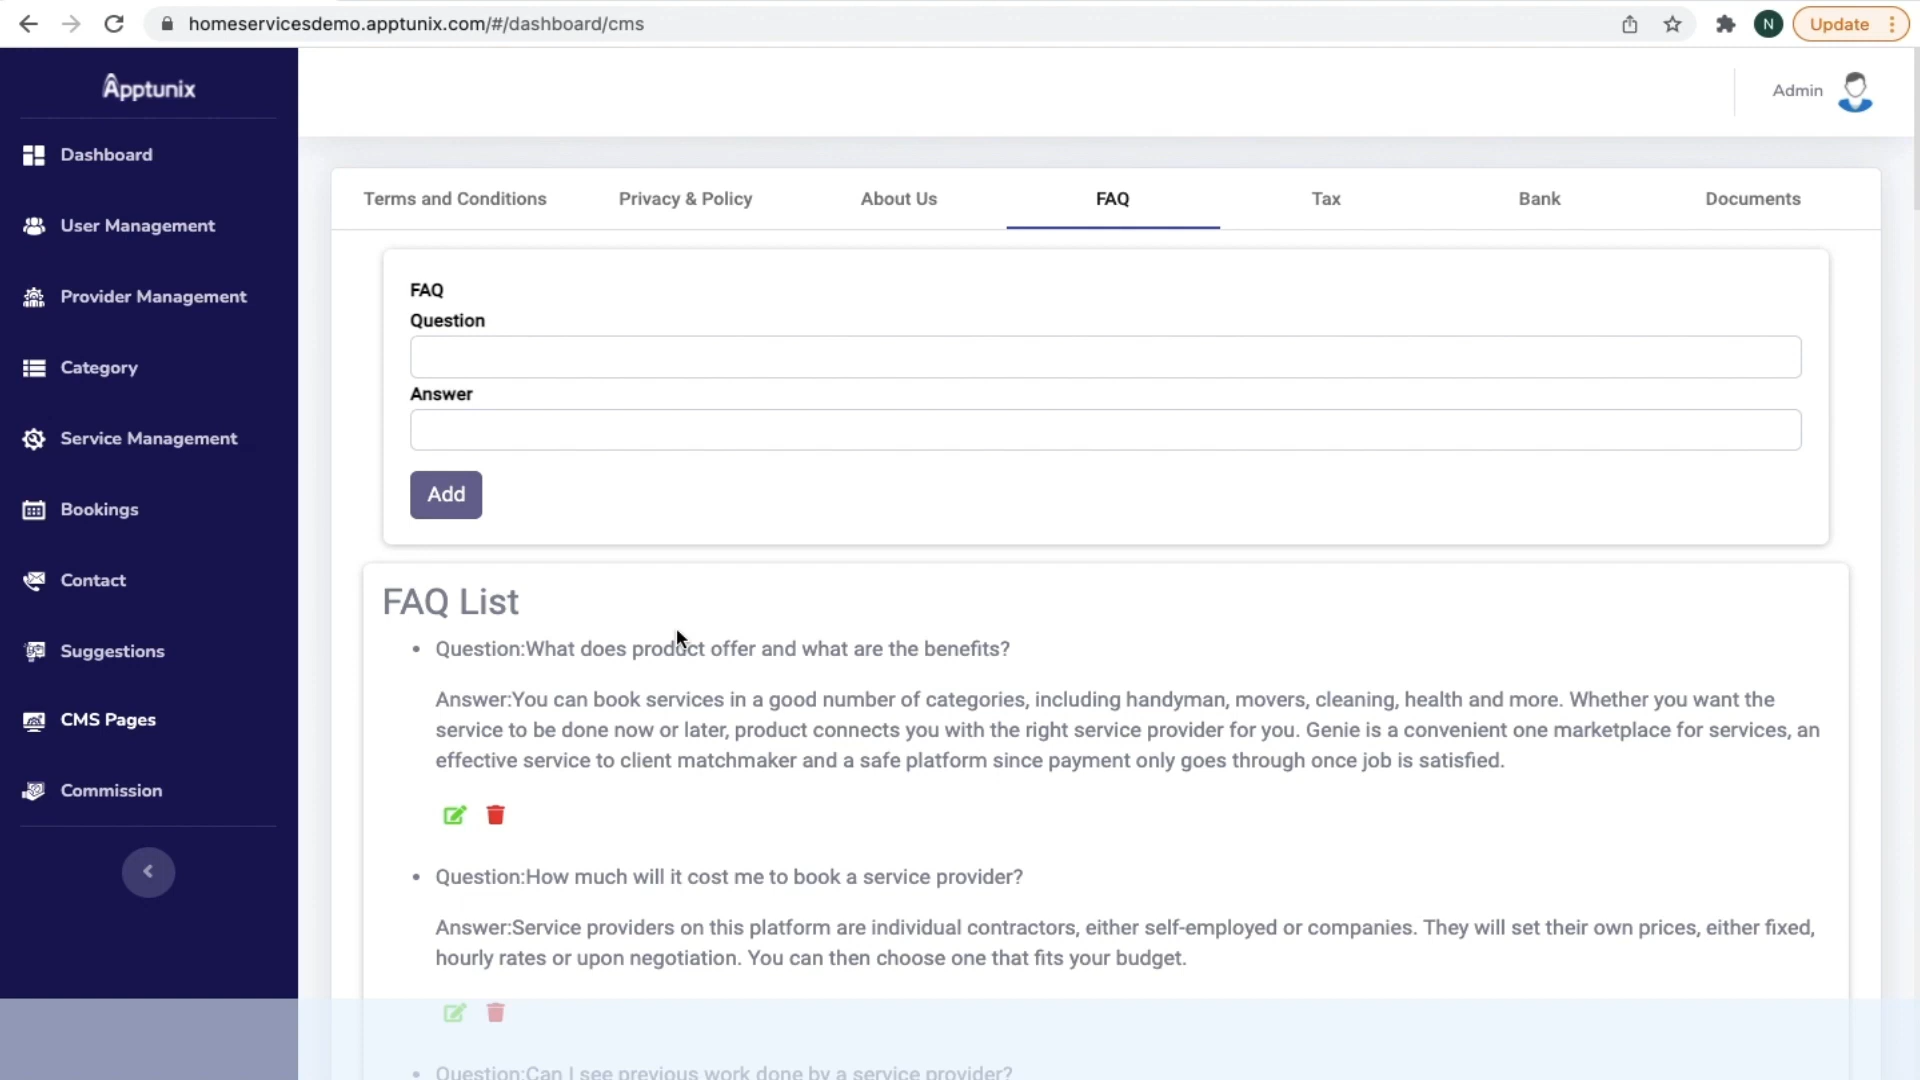 homeservicesdemo.apptunix.com/#/dashboard/cms
N
Update
Apptunix
Admin
Dashboard
User Management
Provider Management
Category
Service Management
Bookings
Contact
Suggestions
CMS Pages
Commission
Terms and Conditions
Privacy & Policy
About Us
FAQ
Tax
Bank
Documents
FAQ
Question
Answer
Add
FAQ List
Question:What does product offer and what are the benefits?
Answer:You can book services in a good number of categories, including handyman, movers, cleaning, health and more. Whether you want the
service to be done now or later, product connects you with the right service provider for you. Genie is a convenient one marketplace for services, an
effective service to client matchmaker and a safe platform since payment only goes through once job is satisfied.
Question:How much will it cost me to book a service provider?
Answer:Service providers on this platform are individual contractors, either self-employed or companies. They will set their own prices, either fixed,
hourly rates or upon negotiation. You can then choose one that fits your budget.
Question:Can I see previous work done by a service provider?